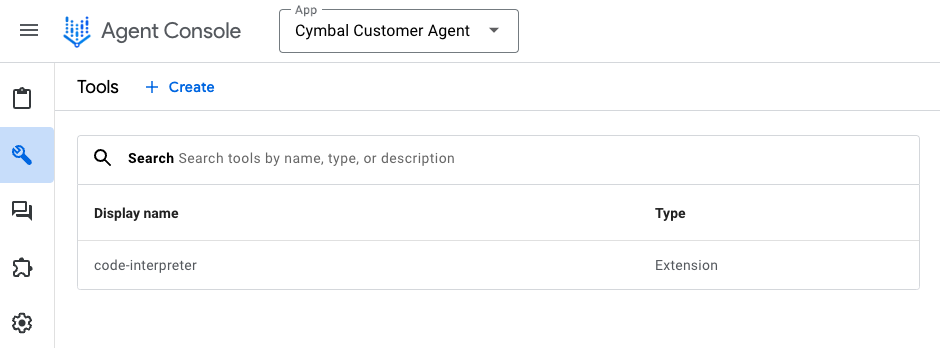 App
Agent Console
Cymbal Customer Agent
Tools
Create
Search Search tools by name, type, or description
Display name Type
code-interpreter Extension